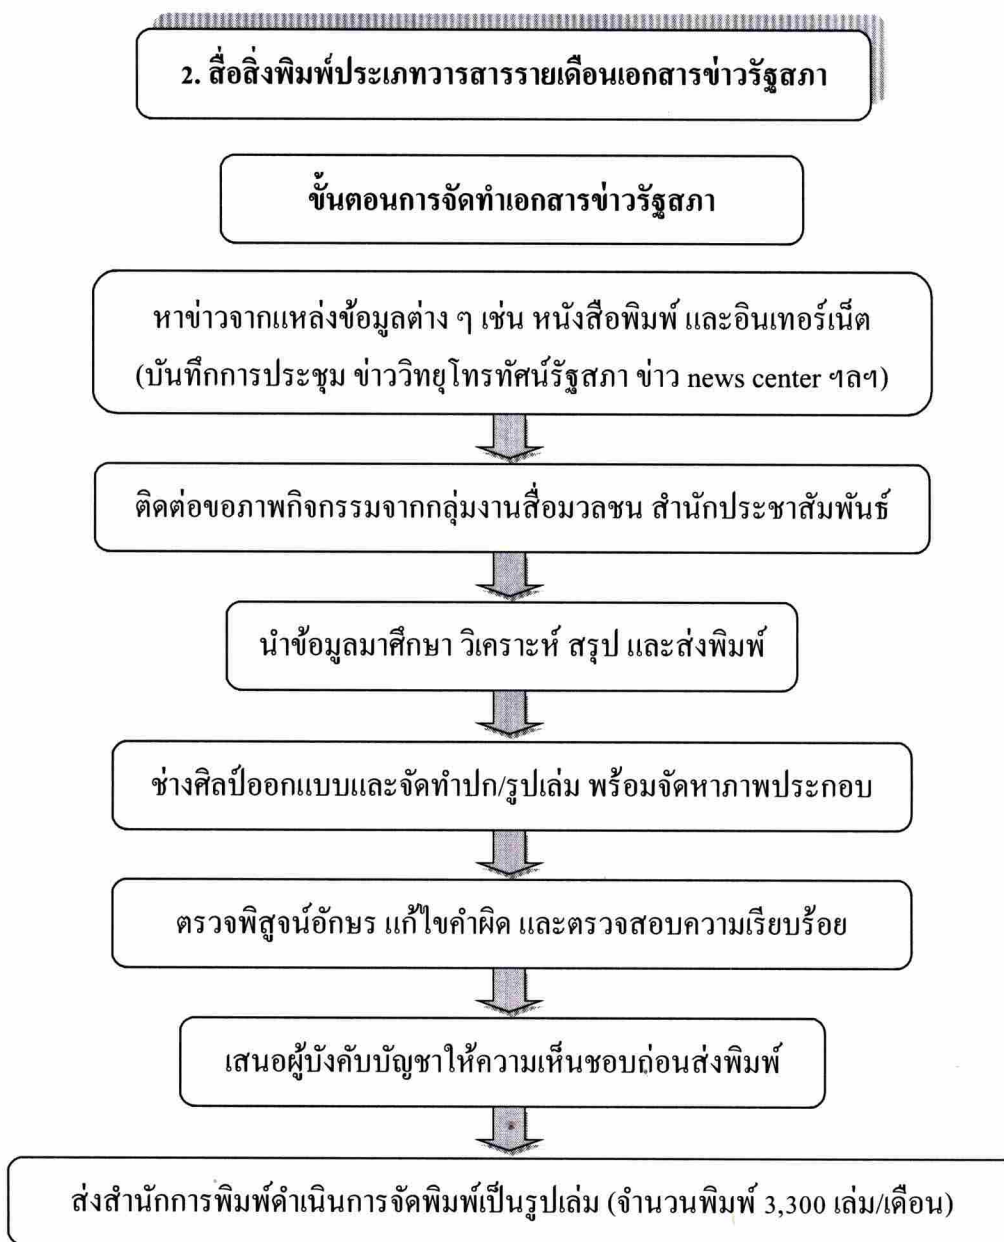 2. สื่อสิ่งพิมพ์ประเภทวารสารรายเดือนเอกสารข่าวรัฐสภา
ขั้นตอนการจัดทำเอกสารข่าวรัฐสภา
หาข่าวจากแหล่งข้อมูลต่าง ๆ เช่น หนังสือพิมพ์ และอินเทอร์เน็ต
(บันทึกการประชุม ข่าววิทยุโทรทัศน์รัฐสภา ข่าว news center ฯลฯ)
ติดต่อขอภาพกิจกรรมจากกลุ่มงานสื่อมวลชน สำนักประชาสัมพันธ์
นำข้อมูลมาศึกษา วิเคราะห์ สรุป และส่งพิมพ์
ช่างศิลป์ออกแบบและจัดทำปก/รูปเล่ม พร้อมจัดหาภาพประกอบ
ตรวจพิสูจน์อักษร แก้ไขคำผิด และตรวจสอบความเรียบร้อย
เสนอผู้บังคับบัญชาให้ความเห็นชอบก่อนส่งพิมพ์
ส่งสำนักการพิมพ์ดำเนินการจัดพิมพ์เป็นรูปเล่ม (จำนวนพิมพ์ 3,300 เล่ม/เดือน)